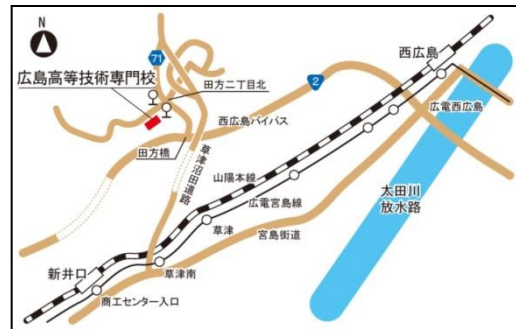 N
71
西広島
広島高等技術専門校
田方二丁目北
2
広電西広島
西広島バイパス
田方橋
草津沼田道路
山陽本線
広電宮島線
太田川
放水路
草津
宮島街道
新井口
草津南
商工センター入口